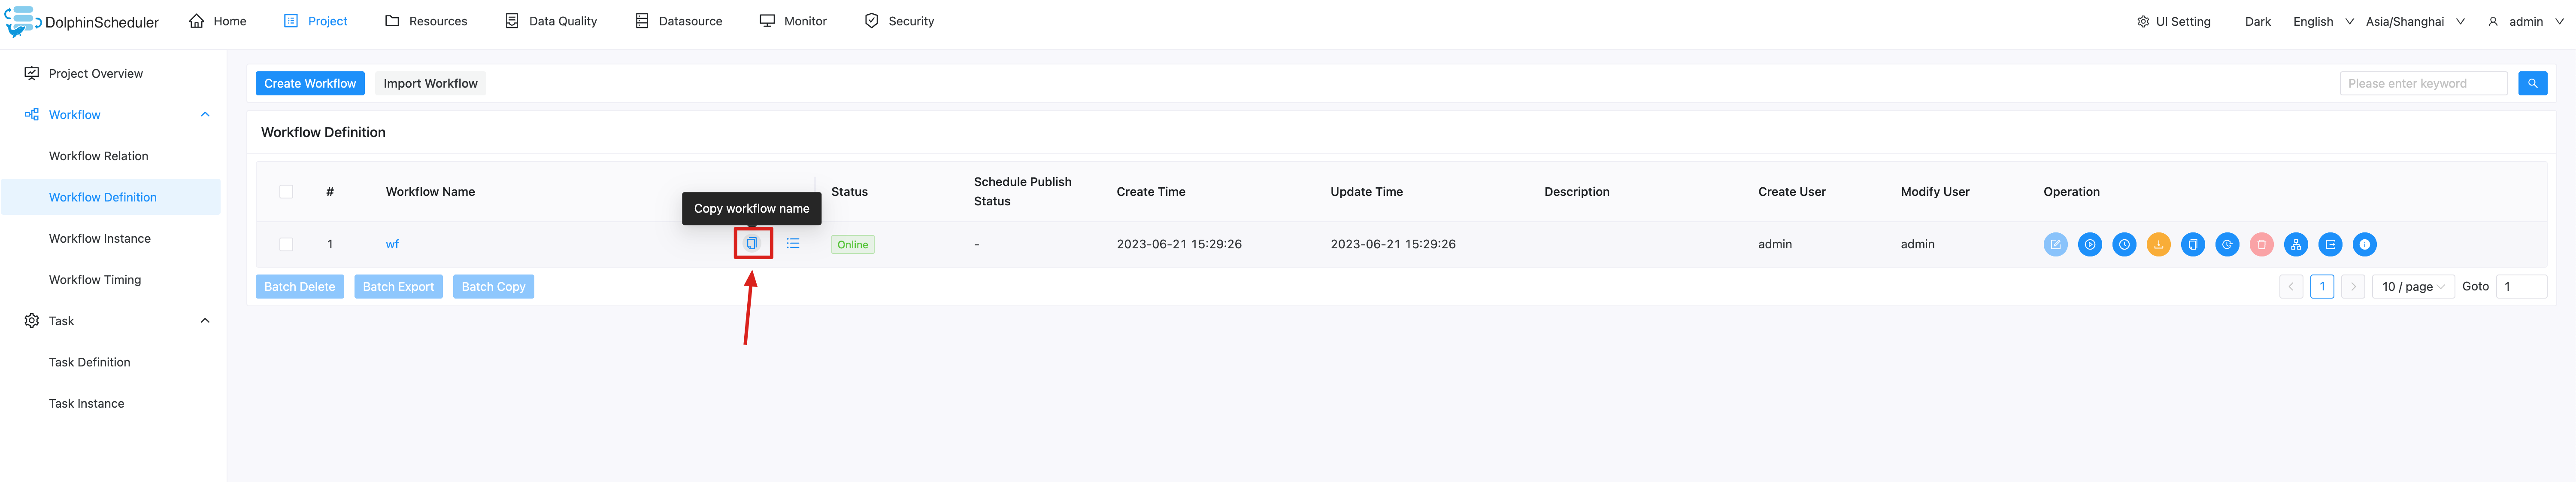 DolphinScheduler Home Project Resources Data Quality Datasource Monitor Security UI Setting Dark English Asia/Shanghai admin
Project Overview
Workflow
Workflow Relation
Workflow Definition
Workflow Instance
Workflow Timing
Task
Task Definition
Task Instance
Create Workflow Import Workflow Please enter keyword
Workflow Definition
# Workflow Name Status Schedule Publish Status Create Time Update Time Description Create User Modify User Operation
Copy workflow name
1 wf Online - 2023-06-21 15:29:26 2023-06-21 15:29:26 admin admin
Batch Delete Batch Export Batch Copy 1 10 / page Goto 1